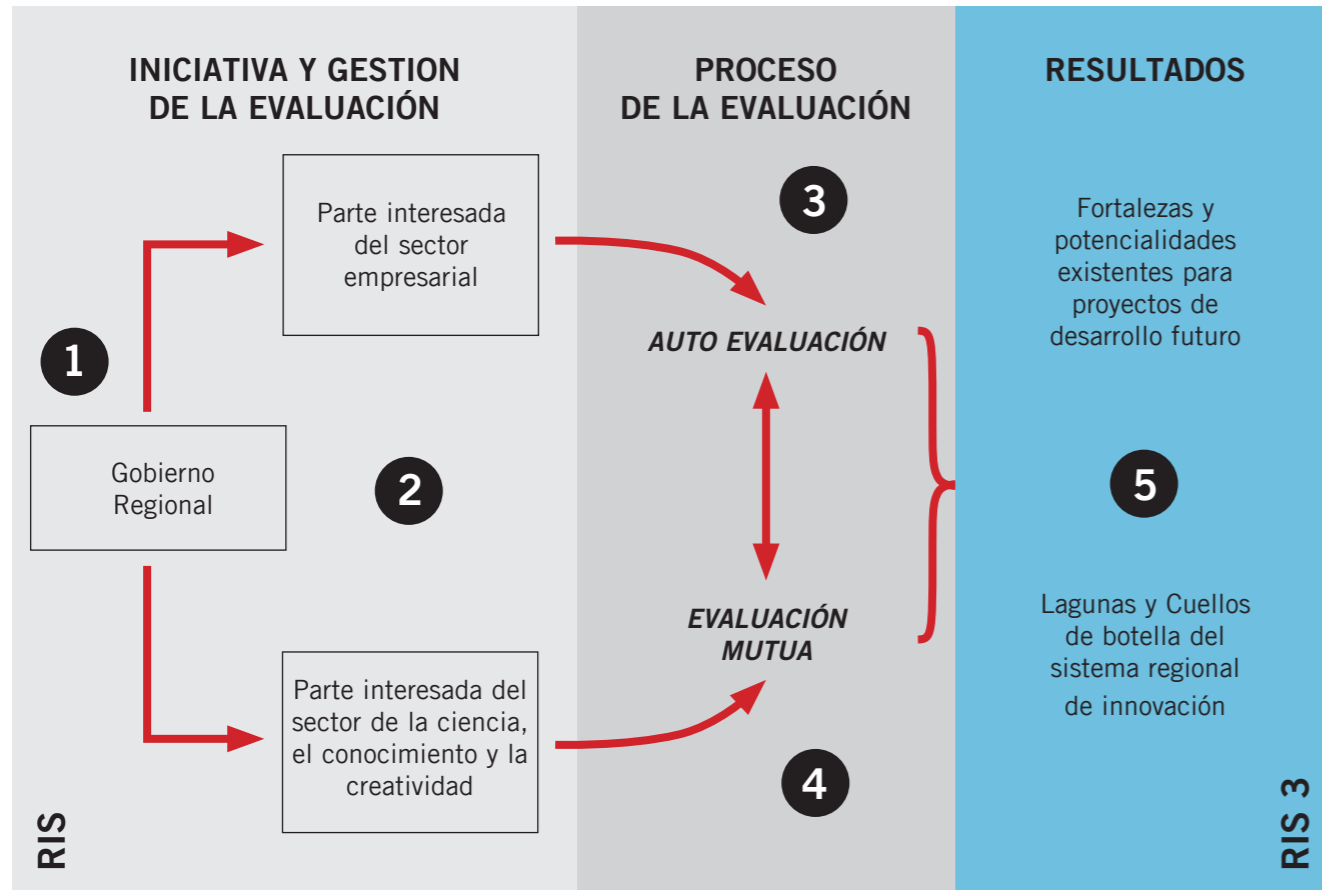 INICIATIVA Y GESTION
DE LA EVALUACIÓN
PROCESO
DE LA EVALUACIÓN
RESULTADOS
1
Gobierno
Regional
2
Parte interesada
del sector
empresarial
Parte interesada del
sector de la ciencia,
el conocimiento y la
creatividad
3
AUTO EVALUACIÓN
EVALUACIÓN
MUTUA
4
Fortalezas y
potencialidades
existentes para
proyectos de
desarrollo futuro
5
Lagunas y Cuellos
de botella del
sistema regional
de innovación
RIS
RIS 3